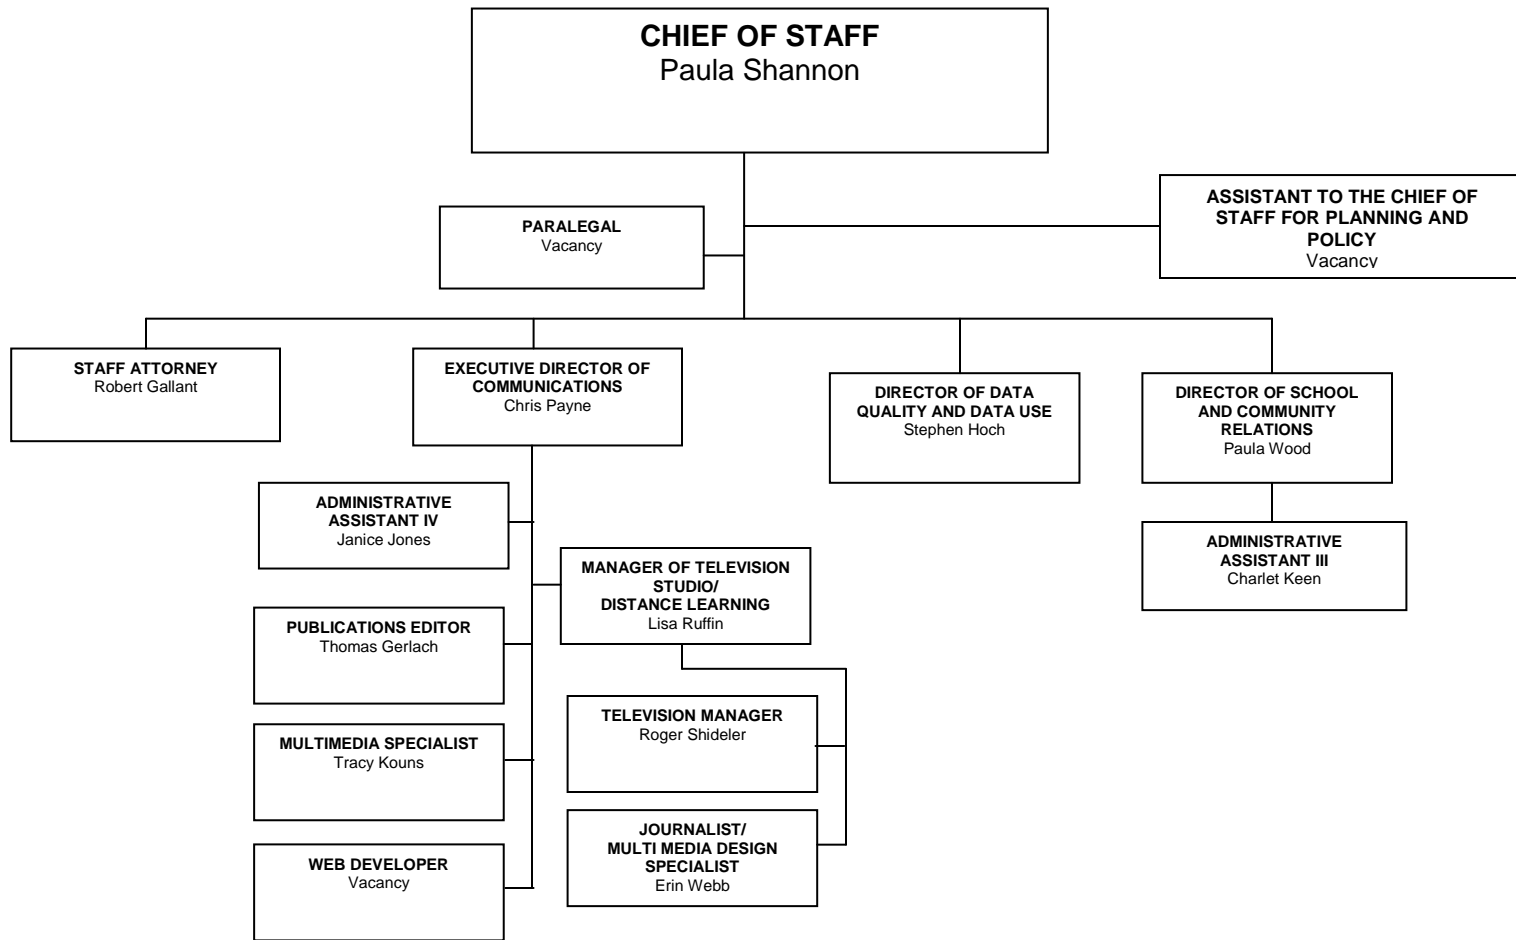 CHIEF OF STAFF
Paula Shannon
ASSISTANT TO THE CHIEF OF
STAFF FOR PLANNING AND
POLICY
Vacancy
PARALEGAL
Vacancy
STAFF ATTORNEY
Robert Gallant
EXECUTIVE DIRECTOR OF
COMMUNICATIONS
Chris Payne
DIRECTOR OF DATA
QUALITY AND DATA USE
Stephen Hoch
DIRECTOR OF SCHOOL
AND COMMUNITY
RELATIONS
Paula Wood
ADMINISTRATIVE
ASSISTANT IV
Janice Jones
MANAGER OF TELEVISION
STUDIO/
DISTANCE LEARNING
Lisa Ruffin
ADMINISTRATIVE
ASSISTANT III
Charlet Keen
PUBLICATIONS EDITOR
Thomas Gerlach
TELEVISION MANAGER
Roger Shideler
MULTIMEDIA SPECIALIST
Tracy Kouns
JOURNALIST/
MULTI MEDIA DESIGN
SPECIALIST
Erin Webb
WEB DEVELOPER
Vacancy